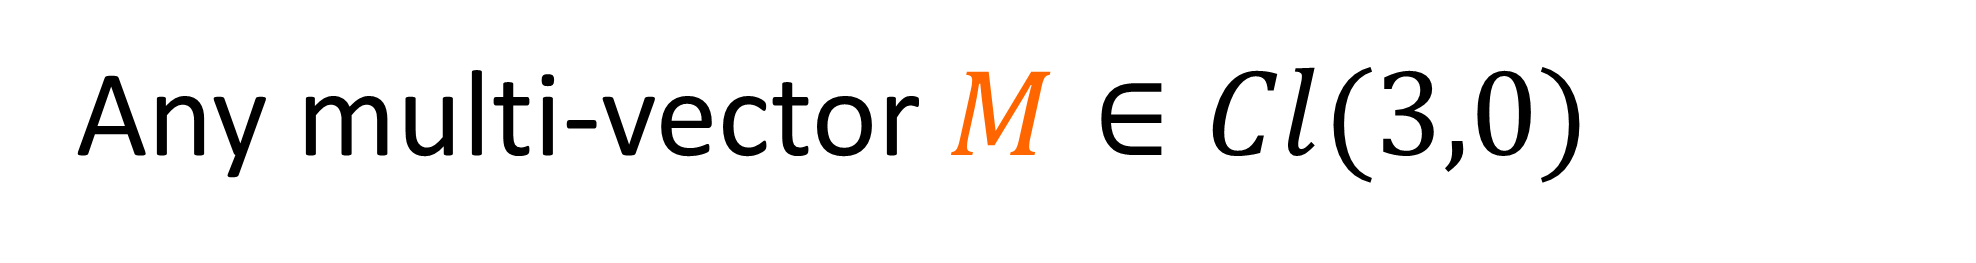 Any multi-vector M ∈ Cl(3,0)